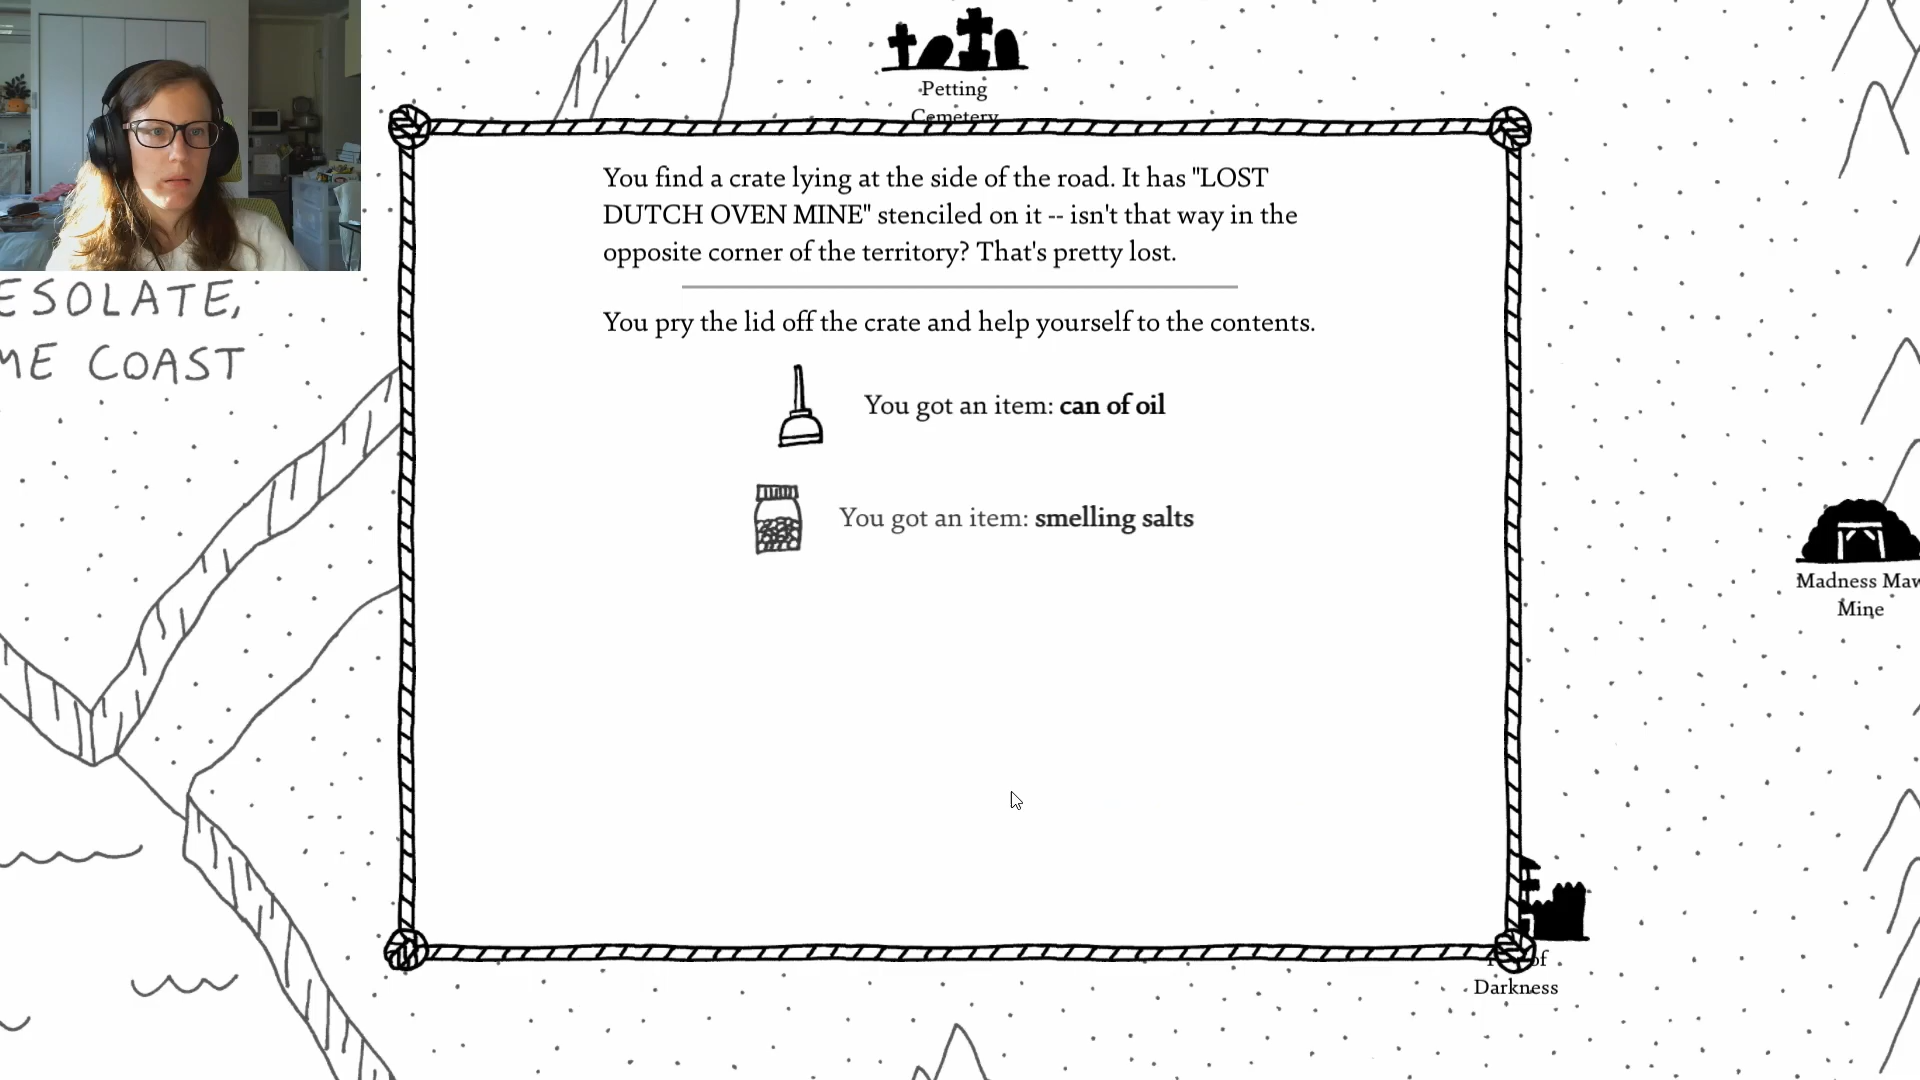 Petting
Cemetery
You find a crate lying at the side of the road. It has "LOST
DUTCH OVEN MINE" stenciled on it -- isn't that way in the
opposite corner of the territory? That's pretty lost.
You pry the lid off the crate and help yourself to the contents.
You got an item: can of oil
You got an item: smelling salts
ESOLATE,
ME COAST
Madness Maw
Mine
of
Darkness